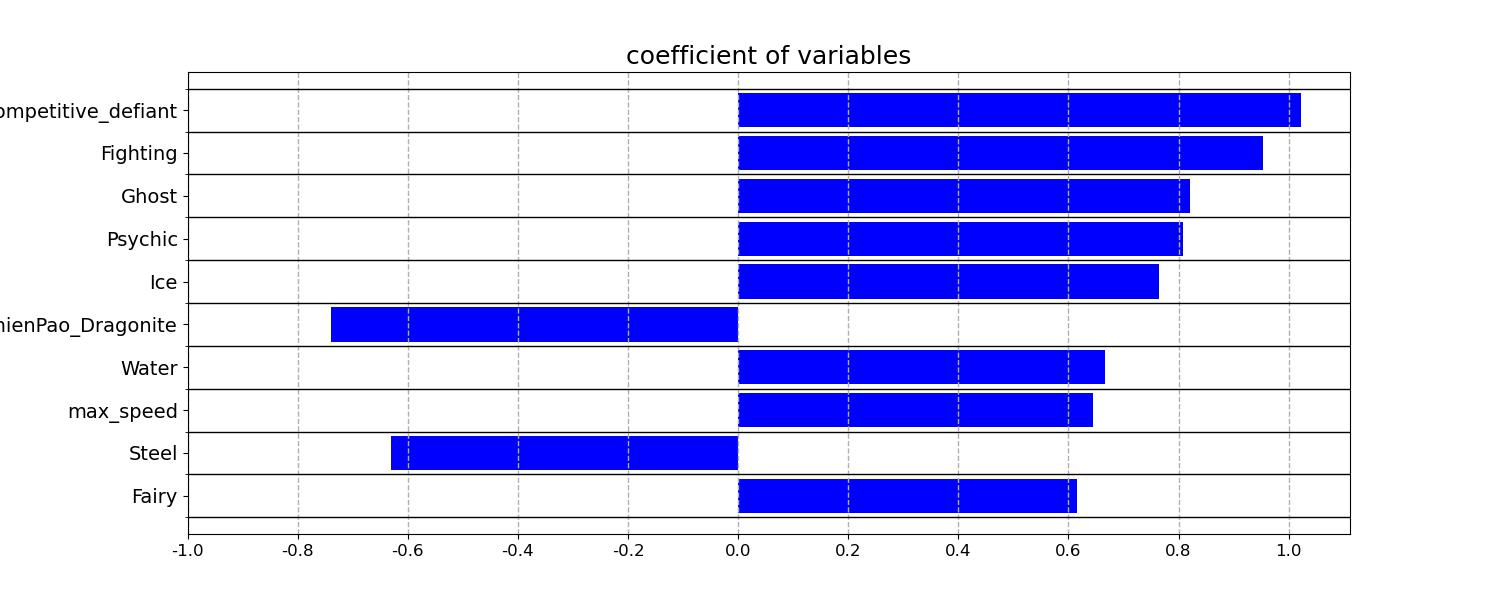 coefficient of variables
ompetitive_defiant
Fighting
Ghost
Psychic
Ice
ienPao_Dragonite
Water
max_speed
Steel
Fairy
-1.0 -0.8 -0.6 -0.4 -0.2 0.0 0.2 0.4 0.6 0.8 1.0